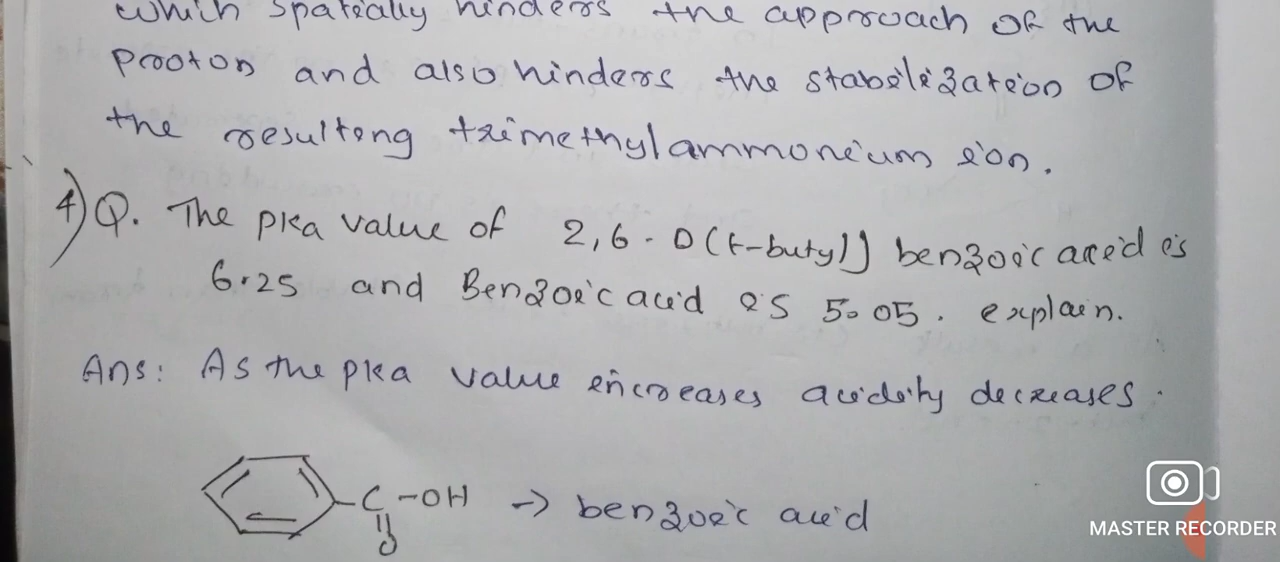 which spatially hinders the approach of the
proton and also hinders the stabilization of
the resulting trimethylammonium ion.
4) Q. The pka value of 2,6-D(t-butyl) benzoic acid is
6.25 and Benzoic acid is 5.05. explain.
Ans: As the pka value increases acidity decreases.
C-OH → benzoic acid
O
MASTER RECORDER